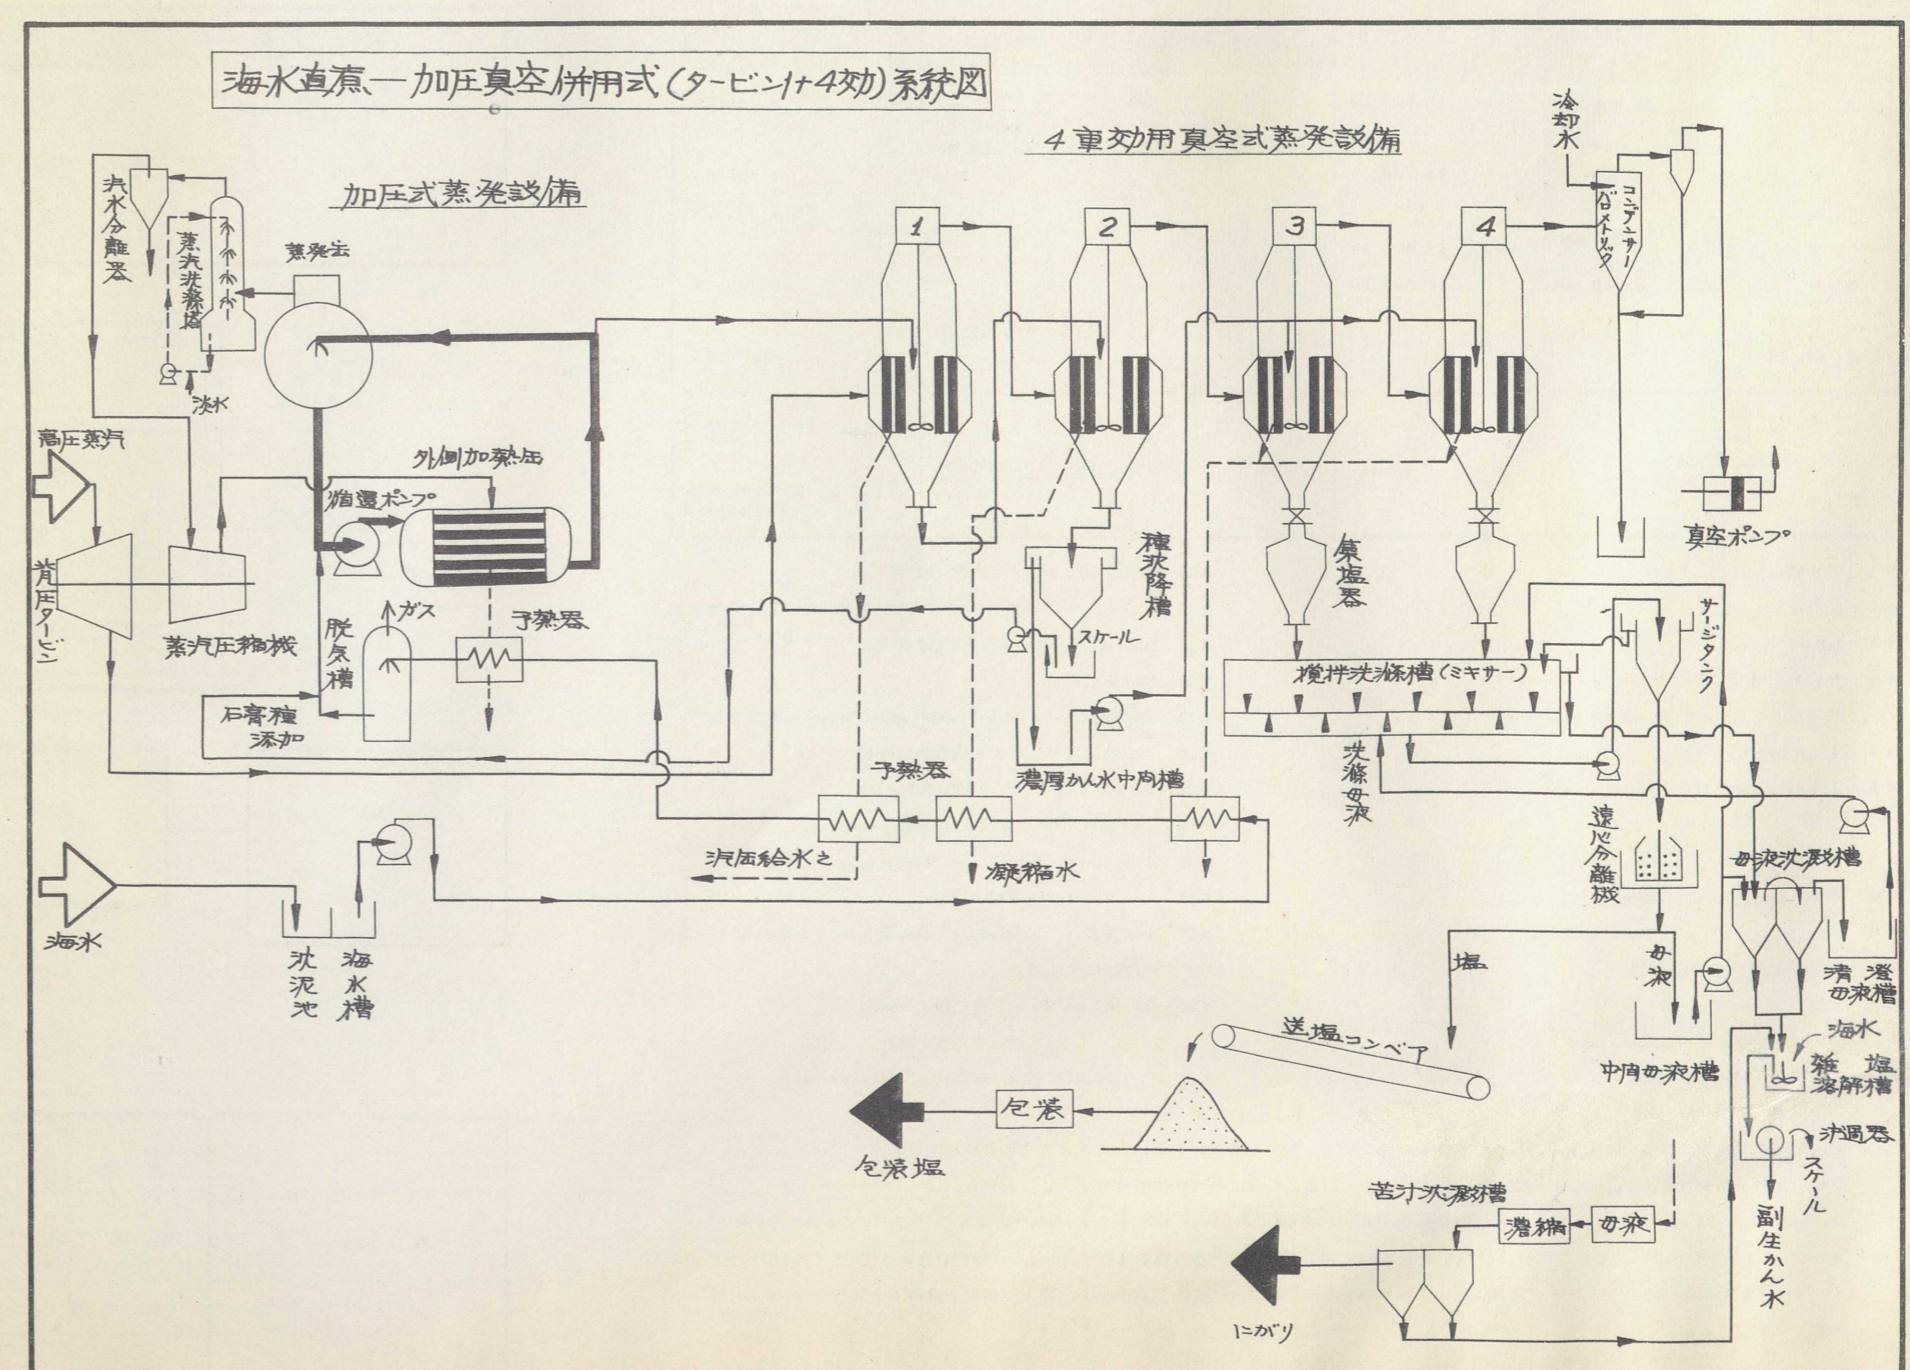 海水直煮—加圧真空併用式(タービン1+4効)系統図
4重効用真空式蒸発設備
加圧式蒸発設備
冷却水
バロメトリック
コンデンサー
汽水分離器
蒸汽洗滌塔
蒸発缶
淡水
1
2
3
4
高圧蒸汽
外側加熱缶
循還ポンプ
真空ポンプ
背圧タービン
蒸汽圧縮機
脱気槽
ガス
予熱器
種沈降槽
スケール
集塩器
サージタンク
撹拌洗滌槽(ミキサー)
石膏種
添加
予熱器
濃厚かん水中間槽
洗滌母液
遠心分離機
母液沈澱槽
汽缶給水え
凝縮水
海水
沈泥池
海水槽
塩
母液
清澄
母液槽
海水
雑塩
溶解槽
中間母液槽
送塩コンベア
包装
包装塩
沪過器
スケール
副生かん水
苦汁沈澱槽
濃縮
母液
にがり